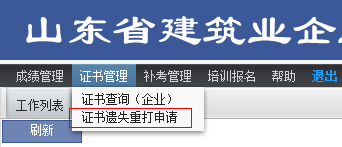 山东省建筑业企
成绩管理 证书管理 补考管理 培训报名 帮助 退出
证书查询（企业）
工作列表
证书遗失重打申请
刷新